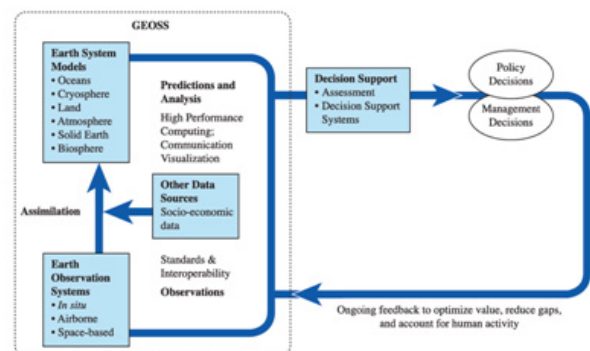 GEOSS
Earth System
Models
• Oceans
• Cryosphere
• Land
• Atmosphere
• Solid Earth
• Biosphere
Predictions and
Analysis
High Performance
Computing;
Communication
Visualization
Decision Support
• Assessment
• Decision Support
Systems
Policy
Decisions
Management
Decisions
Other Data
Sources
Socio-economic
data
Assimilation
Earth
Observation
Systems
• In situ
• Airborne
• Space-based
Standards &
Interoperability
Observations
Ongoing feedback to optimize value, reduce gaps,
and account for human activity